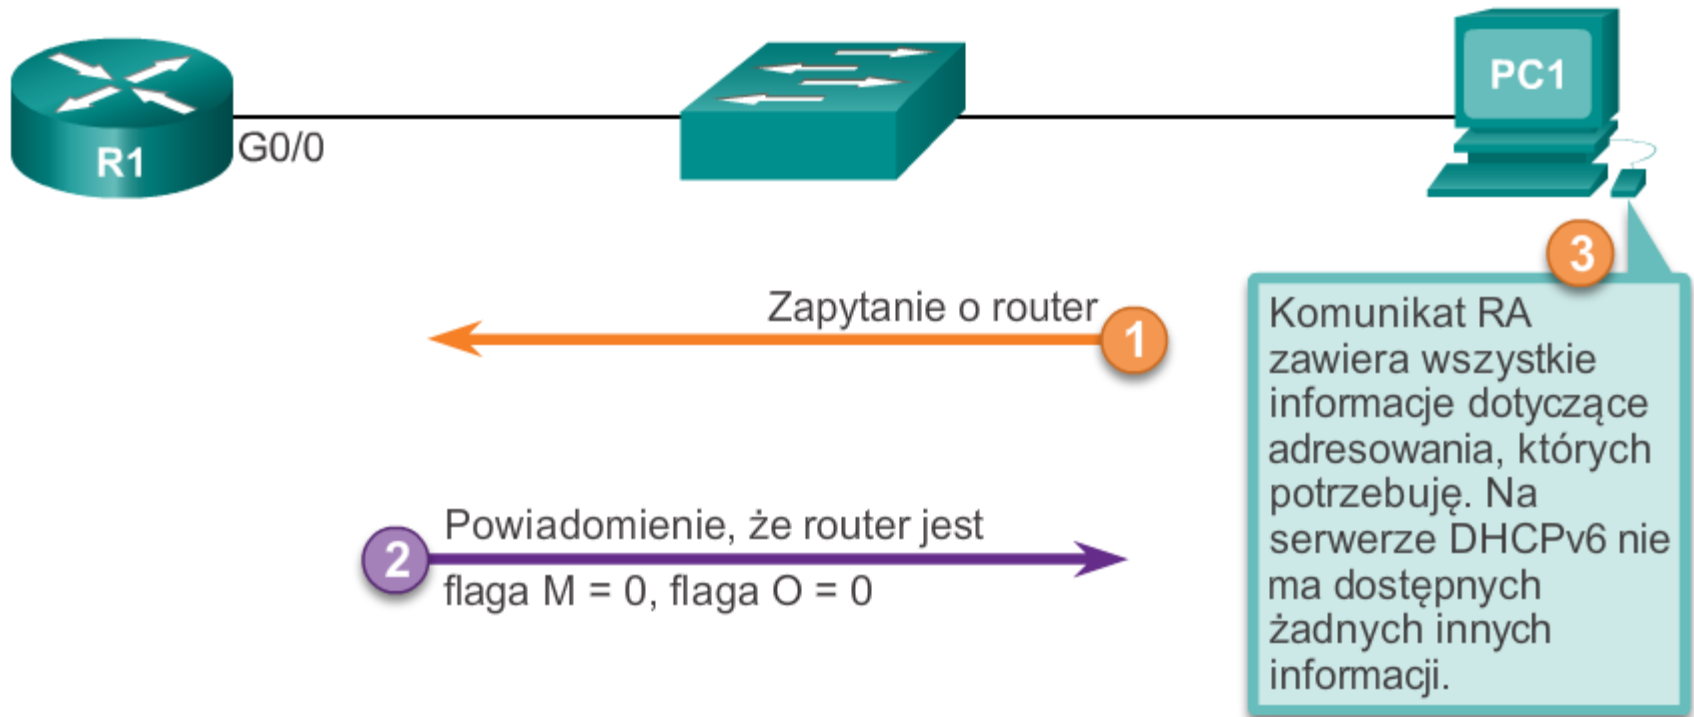 R1
G0/0
PC1
Zapytanie o router
1
2
Powiadomienie, że router jest
flaga M = 0, flaga O = 0
3
Komunikat RA
zawiera wszystkie
informacje dotyczące
adresowania, których
potrzebuję. Na
serwerze DHCPv6 nie
ma dostępnych
żadnych innych
informacji.